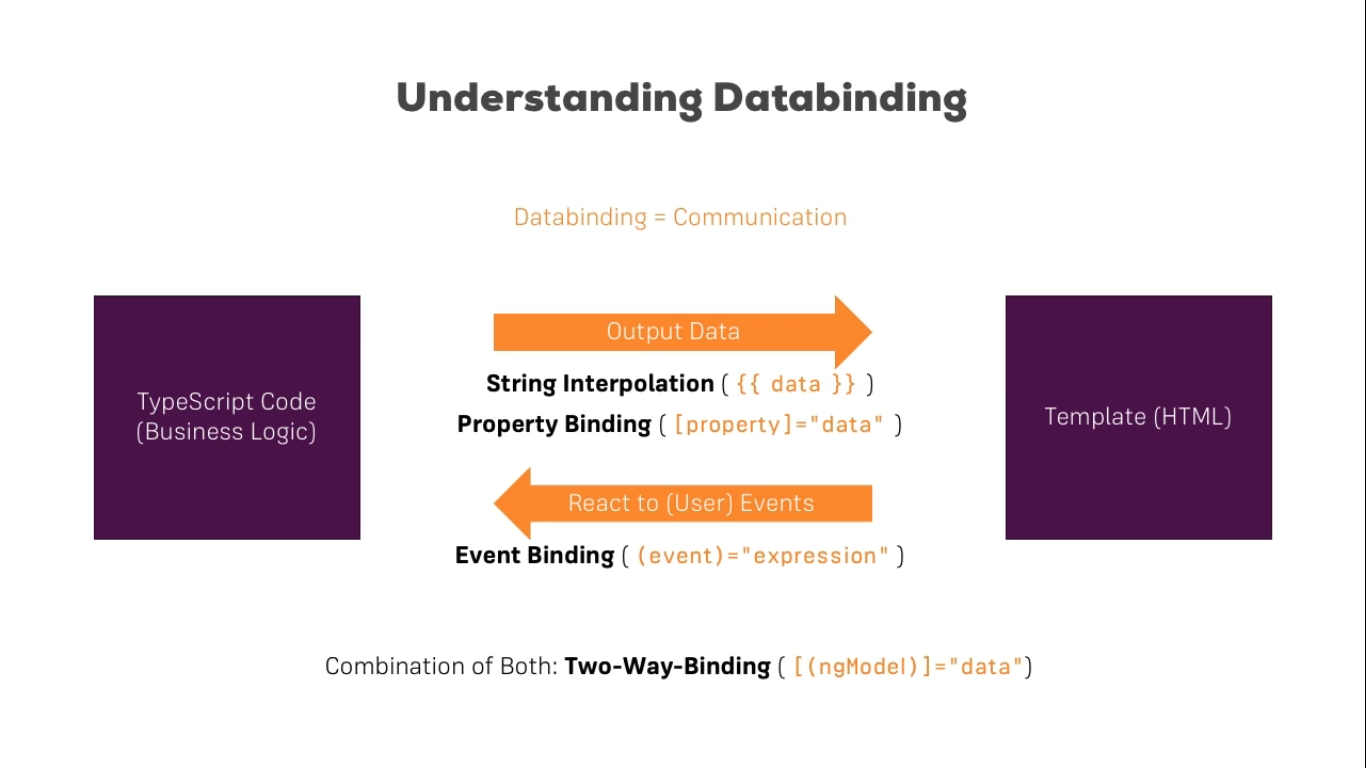 Understanding Databinding
Databinding = Communication
TypeScript Code
(Business Logic)
Output Data
String Interpolation ( {{ data }} )
Property Binding ( [property]="data" )
React to (User) Events
Event Binding ( (event)="expression" )
Template (HTML)
Combination of Both: Two-Way-Binding ( [(ngModel)]="data")